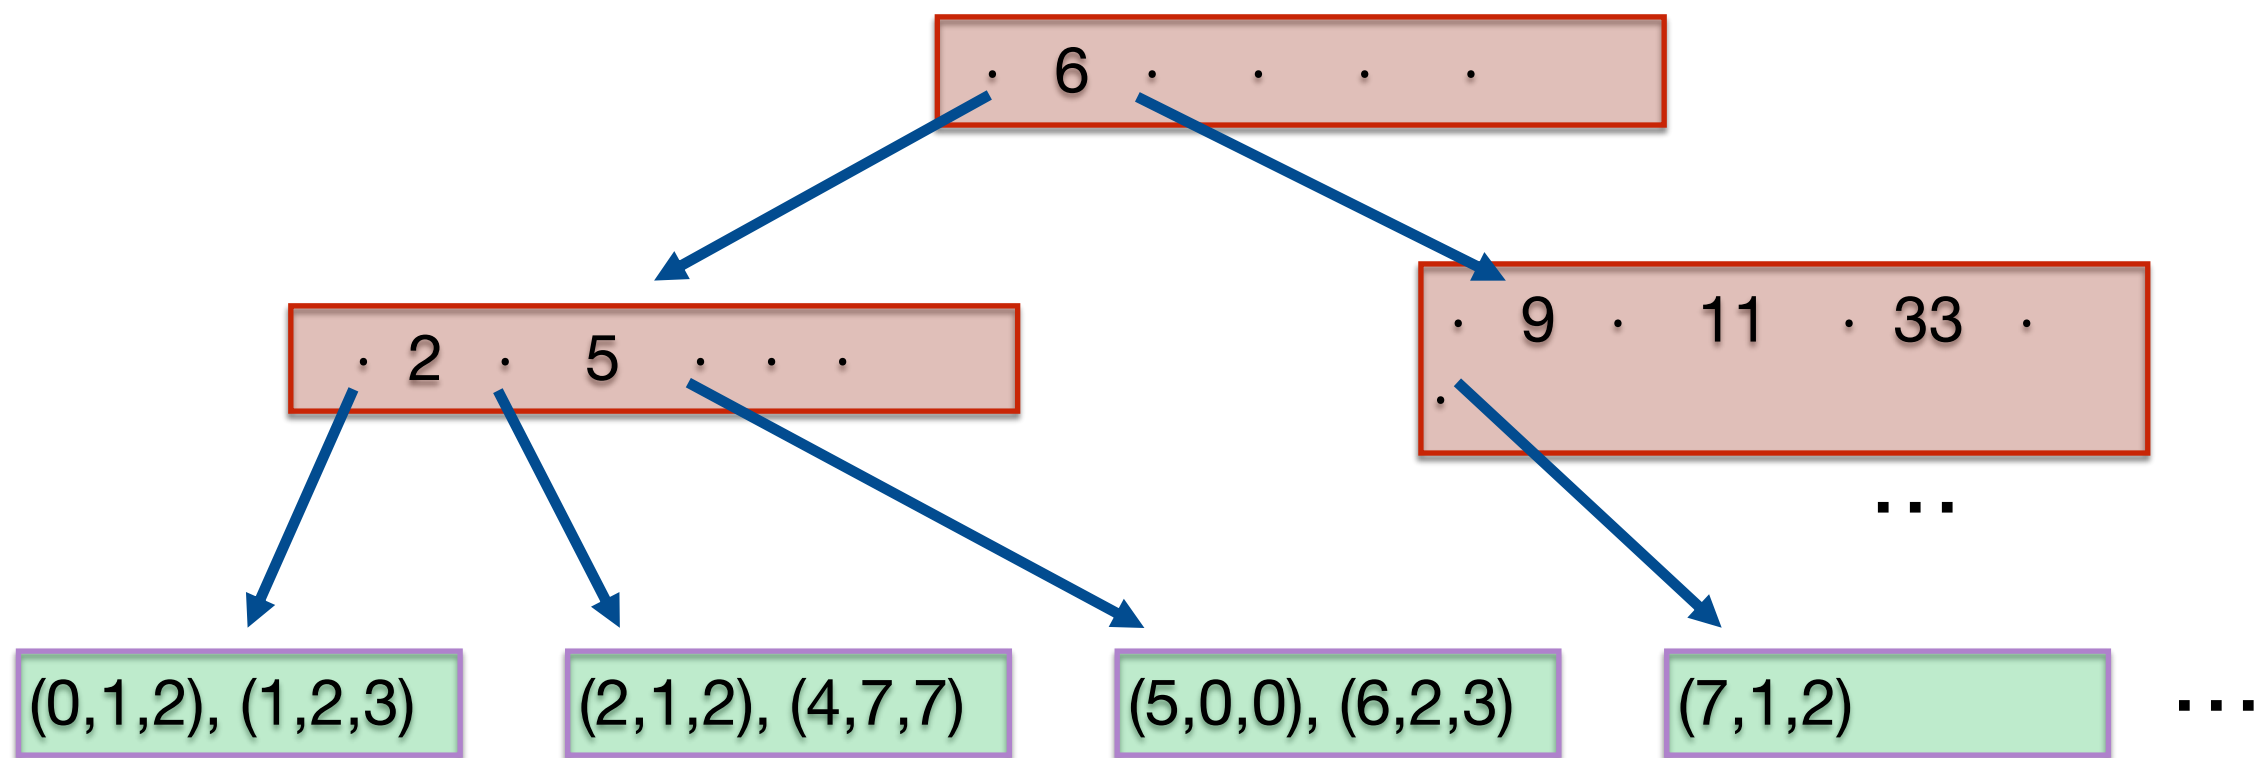 · 6 · · · ·
· 2 · 5 · · ·
· 9 · 11 · 33 ·
·
...
(0,1,2), (1,2,3)
(2,1,2), (4,7,7)
(5,0,0), (6,2,3)
(7,1,2)
...